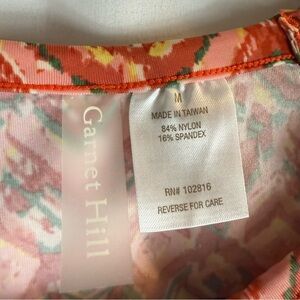 Garnet Hill
M
MADE IN TAIWAN
84% NYLON
16% SPANDEX
RN# 102816
REVERSE FOR CARE